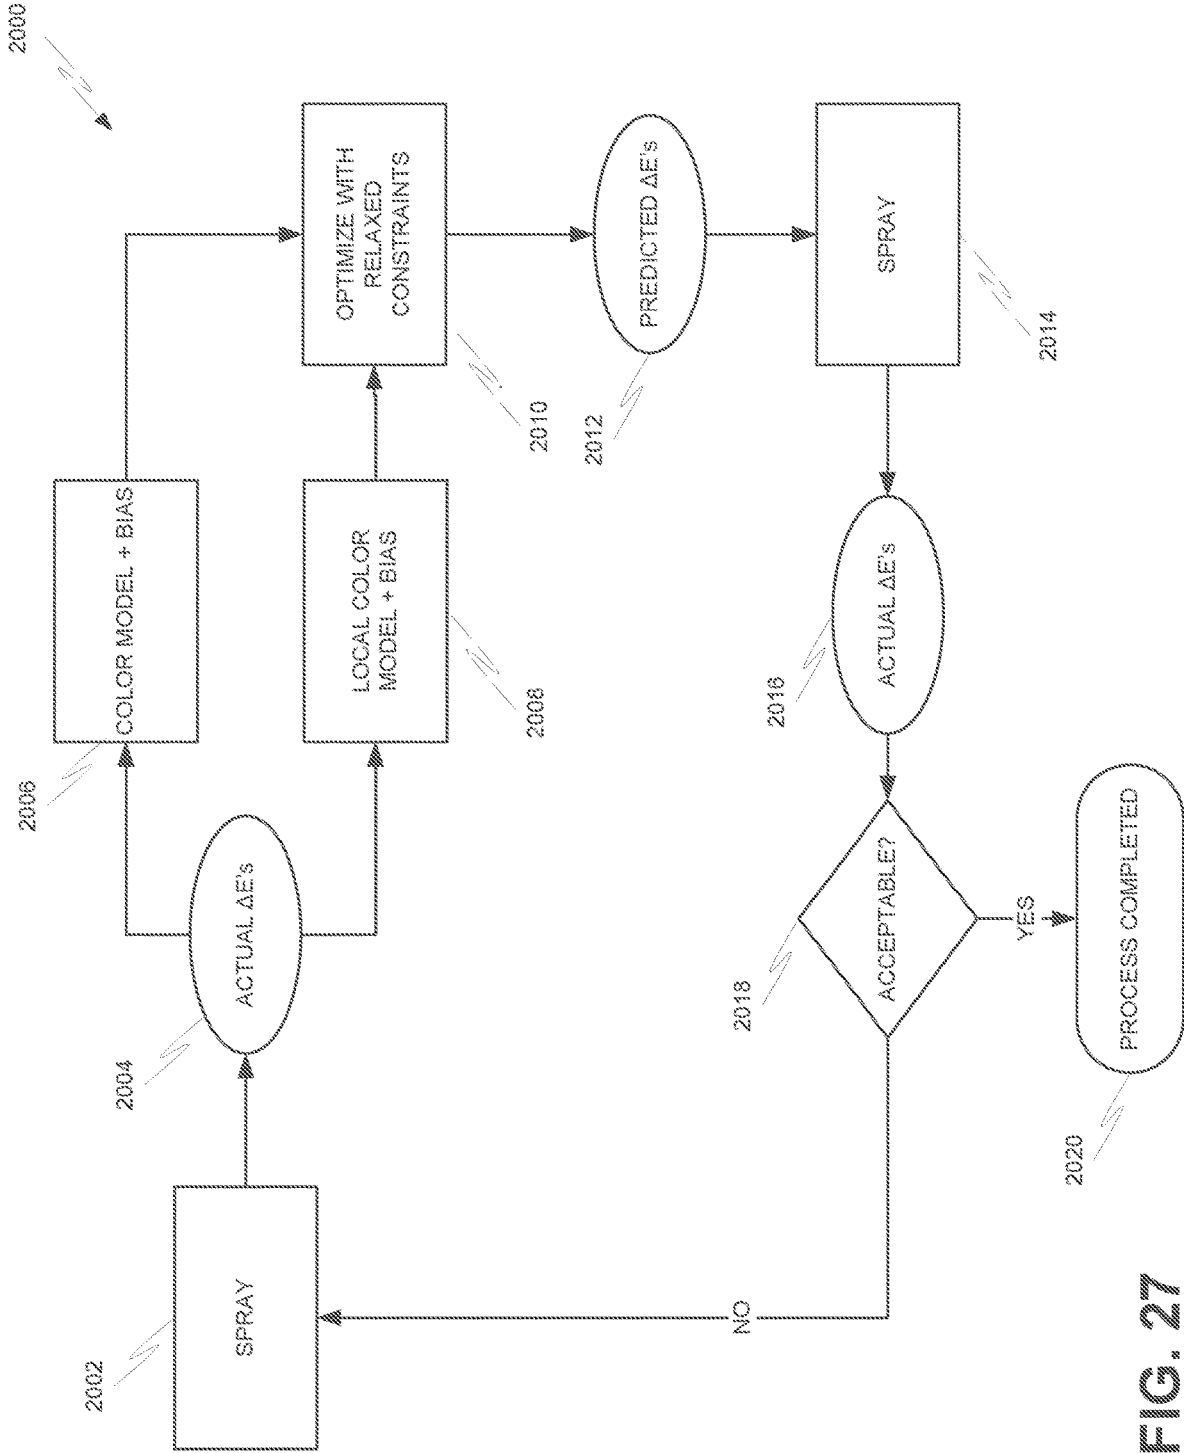 2000
2006
COLOR MODEL + BIAS
2004
ACTUAL ΔE's
2002
SPRAY
LOCAL COLOR
MODEL + BIAS
2008
OPTIMIZE WITH
RELAXED
CONSTRAINTS
2010
PREDICTED ΔE's
2012
SPRAY
2014
ACTUAL ΔE's
2016
ACCEPTABLE?
2018
NO
YES
PROCESS COMPLETED
2020
FIG. 27